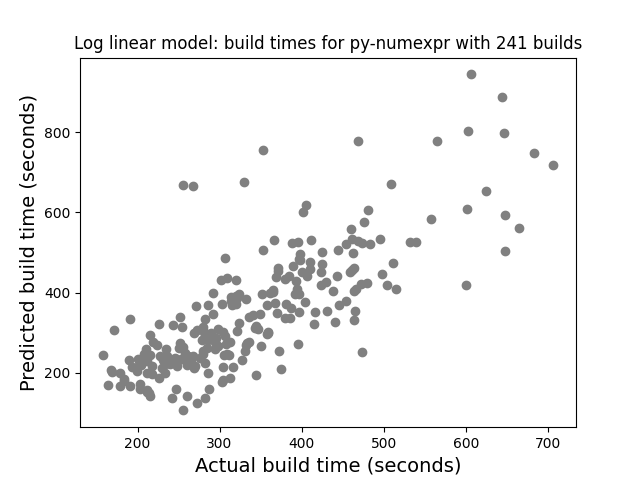 Log linear model: build times for py-numexpr with 241 builds
Predicted build time (seconds)
800
600
400
200
200 300 400 500 600 700
Actual build time (seconds)